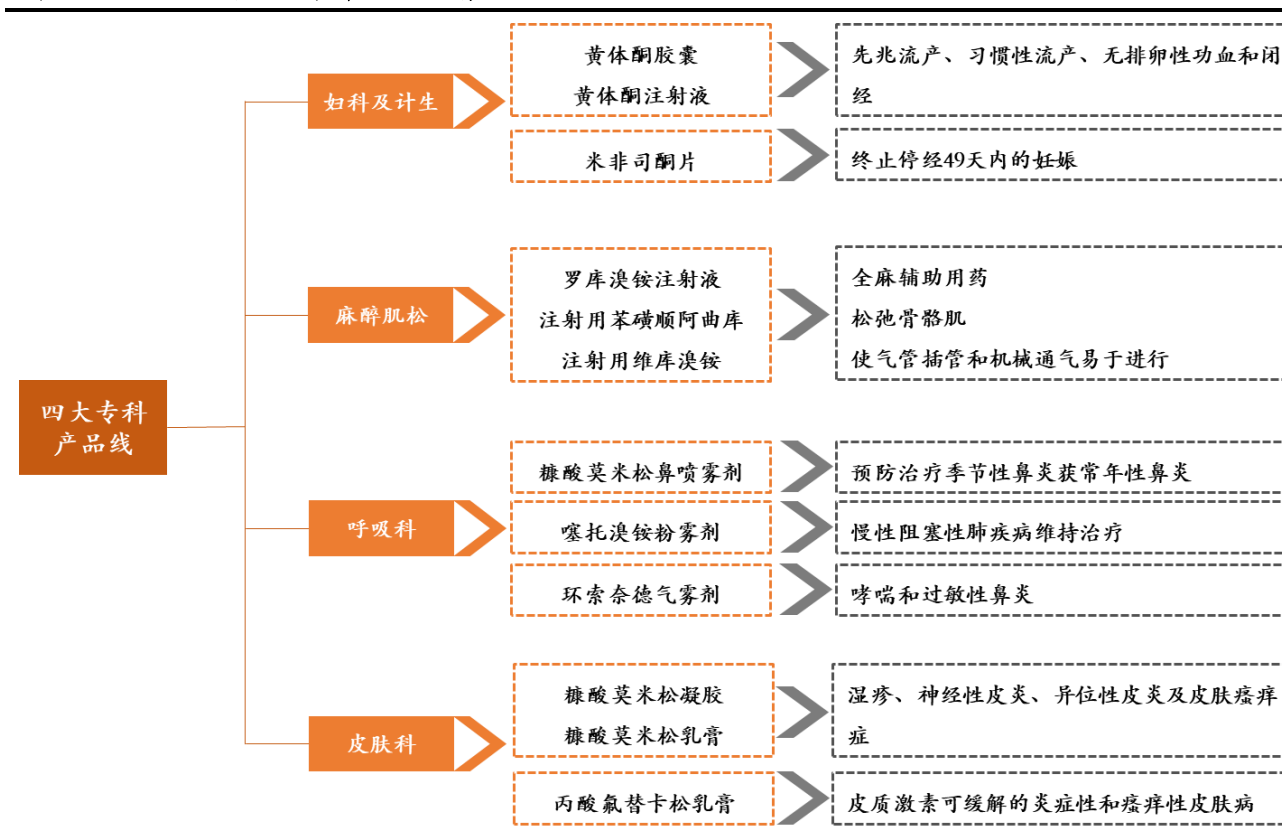 四大专科
产品线
妇科及计生
黄体酮胶囊
黄体酮注射液
先兆流产、习惯性流产、无排卵性功血和闭
经
米非司酮片
终止停经49天内的妊娠
麻醉肌松
罗库溴铵注射液
注射用苯磺顺阿曲库
注射用维库溴铵
全麻辅助用药
松弛骨骼肌
使气管插管和机械通气易于进行
呼吸科
糠酸莫米松鼻喷雾剂
预防治疗季节性鼻炎获常年性鼻炎
噻托溴铵粉雾剂
慢性阻塞性肺疾病维持治疗
环索奈德气雾剂
哮喘和过敏性鼻炎
皮肤科
糠酸莫米松凝胶
糠酸莫米松乳膏
湿疹、神经性皮炎、异位性皮炎及皮肤瘙痒
症
丙酸氟替卡松乳膏
皮质激素可缓解的炎症性和瘙痒性皮肤病